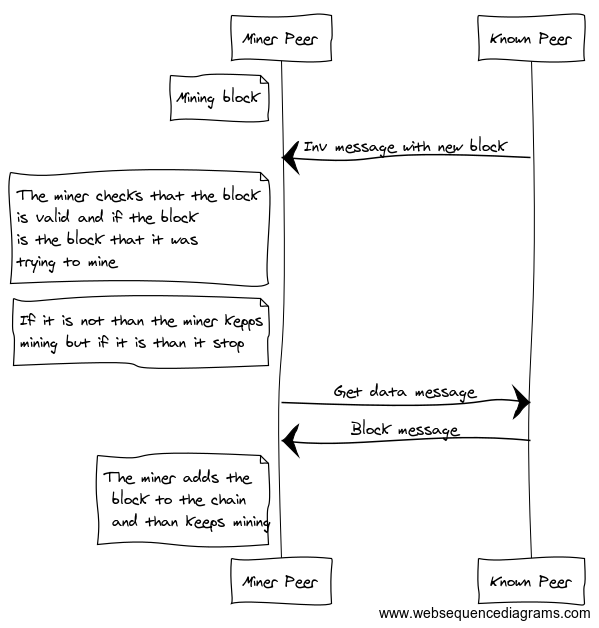 Miner Peer
Known Peer
Mining block
Inv message with new block
The miner checks that the block
is valid and if the block
is the block that it was
trying to mine
If it is not than the miner kepps
mining but if it is than it stop
Get data message
Block message
The miner adds the
block to the chain
and than keeps mining
Miner Peer
Known Peer
www.websequencediagrams.com